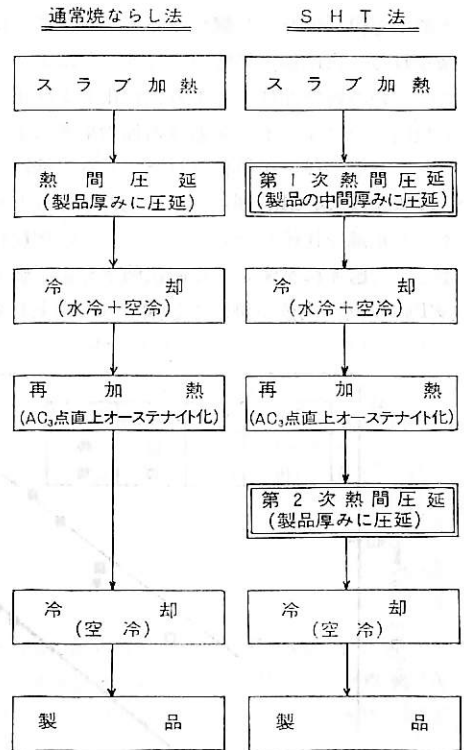 通常焼ならし法
スラブ加熱
熱間圧延
(製品厚みに圧延)
冷却
(水冷+空冷)
再加熱
(AC₃点直上オーステナイト化)
冷却
(空冷)
製品
SHT法
スラブ加熱
第1次熱間圧延
(製品の中間厚みに圧延)
冷却
(水冷+空冷)
再加熱
(AC₃点直上オーステナイト化)
第2次熱間圧延
(製品厚みに圧延)
冷却
(空冷)
製品